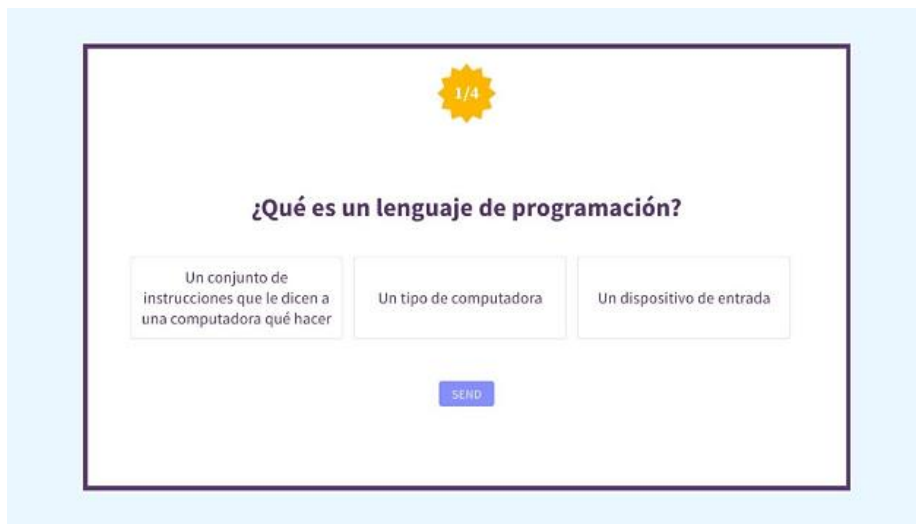 1/4
¿Qué es un lenguaje de programación?
Un conjunto de
instrucciones que le dicen a
una computadora qué hacer
Un tipo de computadora
Un dispositivo de entrada
SEND